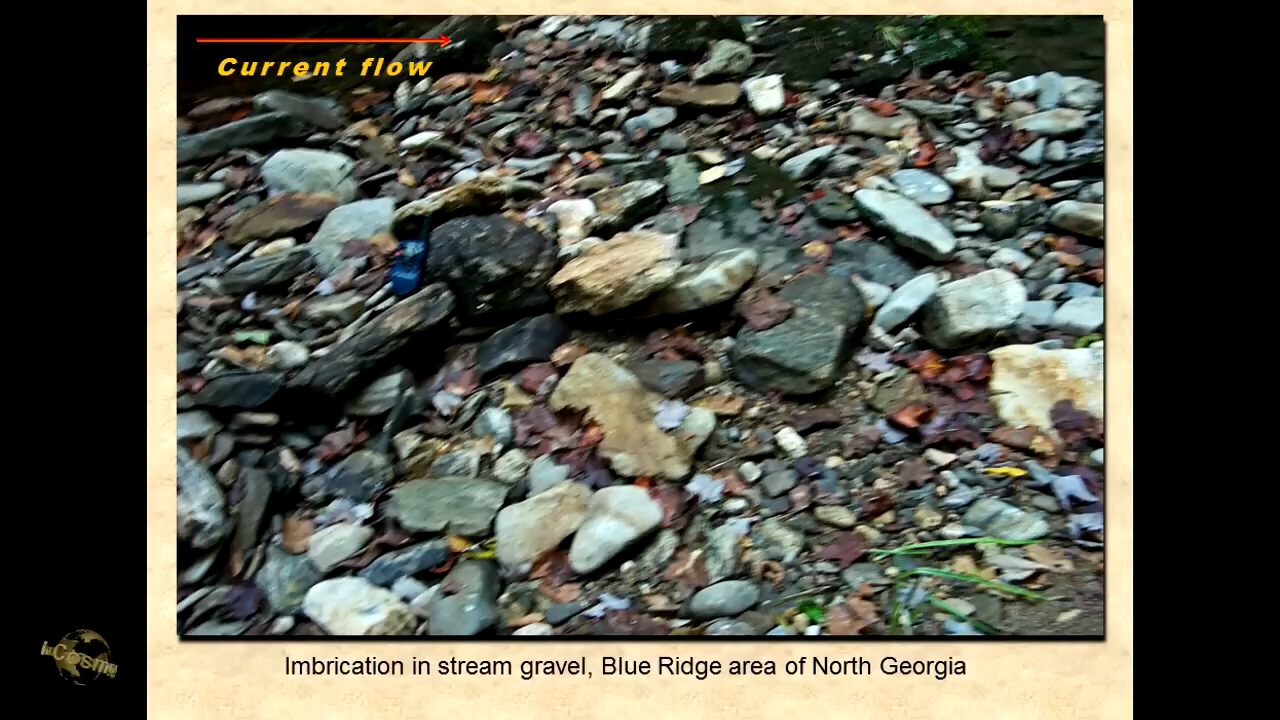 Current flow
Imbrication in stream gravel, Blue Ridge area of North Georgia